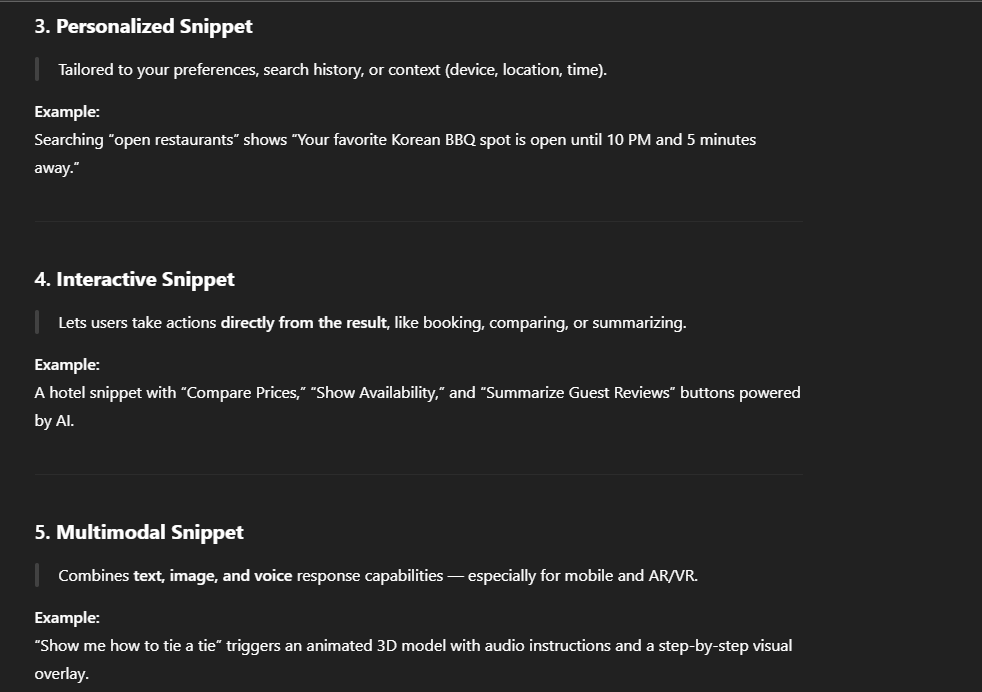 3. Personalized Snippet
Tailored to your preferences, search history, or context (device, location, time).
Example:
Searching “open restaurants” shows “Your favorite Korean BBQ spot is open until 10 PM and 5 minutes
away.”
4. Interactive Snippet
Lets users take actions directly from the result, like booking, comparing, or summarizing.
Example:
A hotel snippet with “Compare Prices,” “Show Availability,” and “Summarize Guest Reviews” buttons powered
by AI.
5. Multimodal Snippet
Combines text, image, and voice response capabilities — especially for mobile and AR/VR.
Example:
“Show me how to tie a tie” triggers an animated 3D model with audio instructions and a step-by-step visual
overlay.